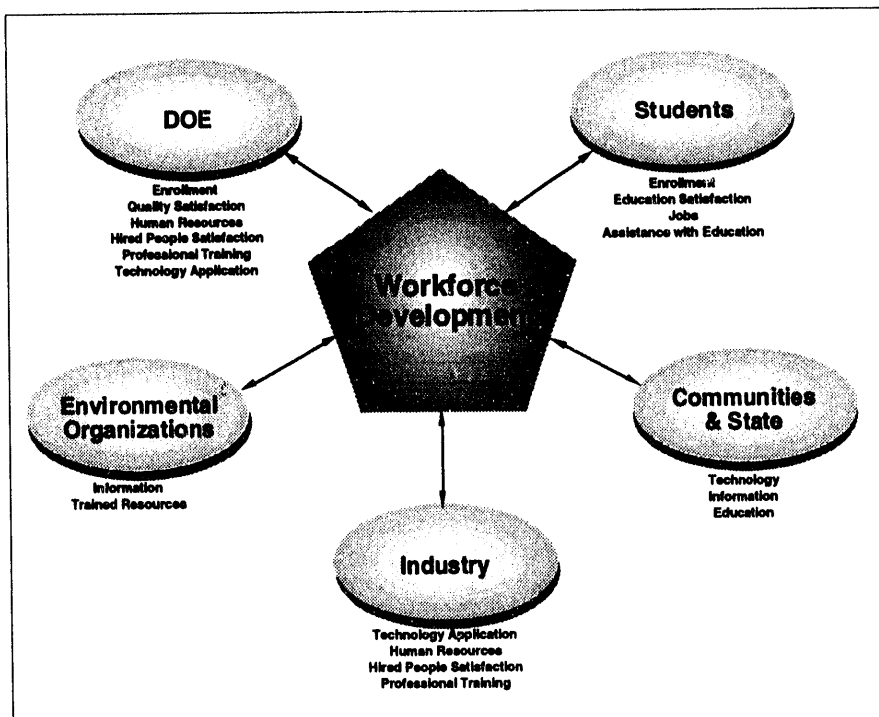 DOE
Enrollment
Quality Satisfaction
Human Resources
Hired People Satisfaction
Professional Training
Technology Application
Students
Enrollment
Education Satisfaction
Jobs
Assistance with Education
Workforce
Development
Environmental
Organizations
Information
Trained Resources
Communities
& State
Technology
Information
Education
Industry
Technology Application
Human Resources
Hired People Satisfaction
Professional Training